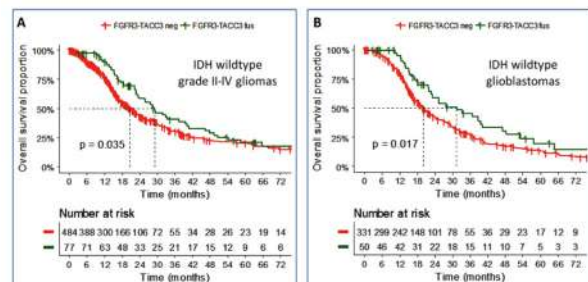 A
FGFR3-TACC3 neg FGFR3-TACC3 fus
IDH wildtype
grade II-IV gliomas
Overall survival proportion
100%
75%
50%
25%
0%
p = 0.035
0 6 12 18 24 30 36 42 48 54 60 66 72
Time (months)
Number at risk
484 388 300 166 106 72 55 34 28 26 23 19 14
77 71 63 48 33 25 21 17 15 12 9 6 6
0 6 12 18 24 30 36 42 48 54 60 66 72
Time (months)
B
FGFR3-TACC3 neg FGFR3-TACC3 fus
IDH wildtype
glioblastomas
Overall survival proportion
100%
75%
50%
25%
0%
p = 0.017
0 6 12 18 24 30 36 42 48 54 60 66 72
Time (months)
Number at risk
331 299 242 148 101 78 55 36 29 23 17 12 9
50 46 42 31 22 18 15 11 10 7 5 3 3
0 6 12 18 24 30 36 42 48 54 60 66 72
Time (months)